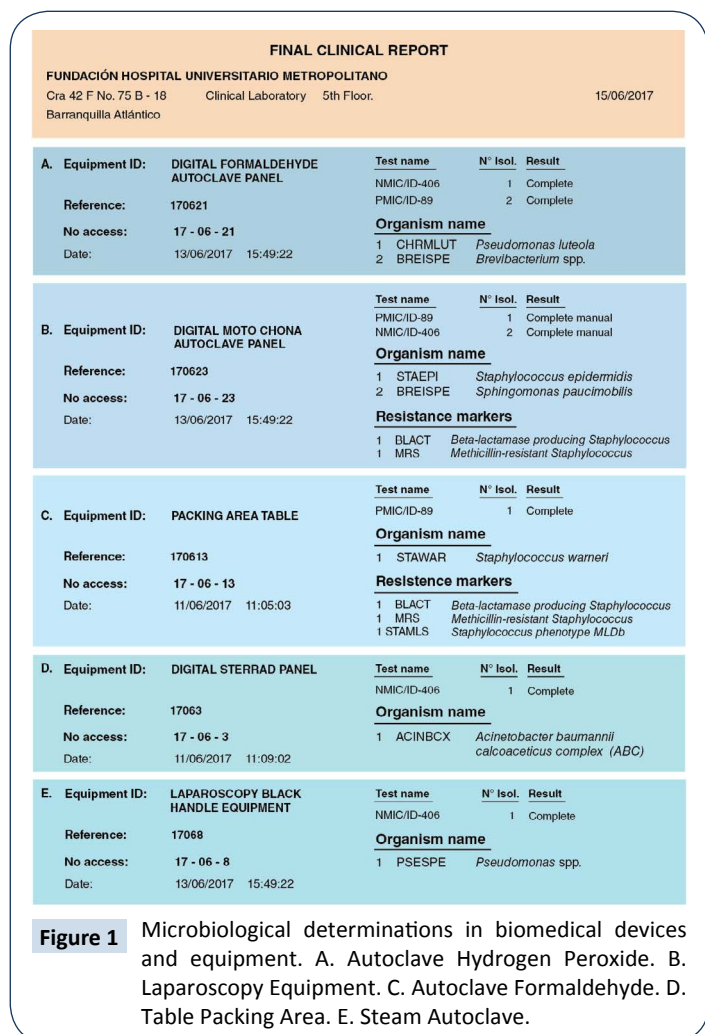 FINAL CLINICAL REPORT
FUNDACIÓN HOSPITAL UNIVERSITARIO METROPOLITANO
Cra 42 F No. 75 B - 18 Clinical Laboratory 5th Floor. 15/06/2017
Barranquilla Atlántico
A. Equipment ID: DIGITAL FORMALDEHYDE
AUTOCLAVE PANEL
Reference: 170621
No access: 17 - 06 - 21
Date: 13/06/2017 15:49:22
Test name N° Isol. Result
NMIC/ID-406 1 Complete
PMIC/ID-89 2 Complete
Organism name
1 CHRMLUT Pseudomonas luteola
2 BREISPE Brevibacterium spp.
B. Equipment ID: DIGITAL MOTO CHONA
AUTOCLAVE PANEL
Reference: 170623
No access: 17 - 06 - 23
Date: 13/06/2017 15:49:22
Test name N° Isol. Result
PMIC/ID-89 1 Complete manual
NMIC/ID-406 2 Complete manual
Organism name
1 STAEPI Staphylococcus epidermidis
2 BREISPE Sphingomonas paucimobilis
Resistance markers
1 BLACT Beta-lactamase producing Staphylococcus
1 MRS Methicillin-resistant Staphylococcus
C. Equipment ID: PACKING AREA TABLE
Reference: 170613
No access: 17 - 06 - 13
Date: 11/06/2017 11:05:03
Test name N° Isol. Result
PMIC/ID-89 1 Complete
Organism name
1 STAWAR Staphylococcus warneri
Resistence markers
1 BLACT Beta-lactamase producing Staphylococcus
1 MRS Methicillin-resistant Staphylococcus
1 STAMLS Staphylococcus phenotype MLDb
D. Equipment ID: DIGITAL STERRAD PANEL
Reference: 17063
No access: 17 - 06 - 3
Date: 11/06/2017 11:09:02
Test name N° Isol. Result
NMIC/ID-406 1 Complete
Organism name
1 ACINBCX Acinetobacter baumannii
calcoaceticus complex (ABC)
E. Equipment ID: LAPAROSCOPY BLACK
HANDLE EQUIPMENT
Reference: 17068
No access: 17 - 06 - 8
Date: 13/06/2017 15:49:22
Test name N° Isol. Result
NMIC/ID-406 1 Complete
Organism name
1 PSESPE Pseudomonas spp.
Figure 1 Microbiological determinations in biomedical devices
and equipment. A. Autoclave Hydrogen Peroxide. B.
Laparoscopy Equipment. C. Autoclave Formaldehyde. D.
Table Packing Area. E. Steam Autoclave.